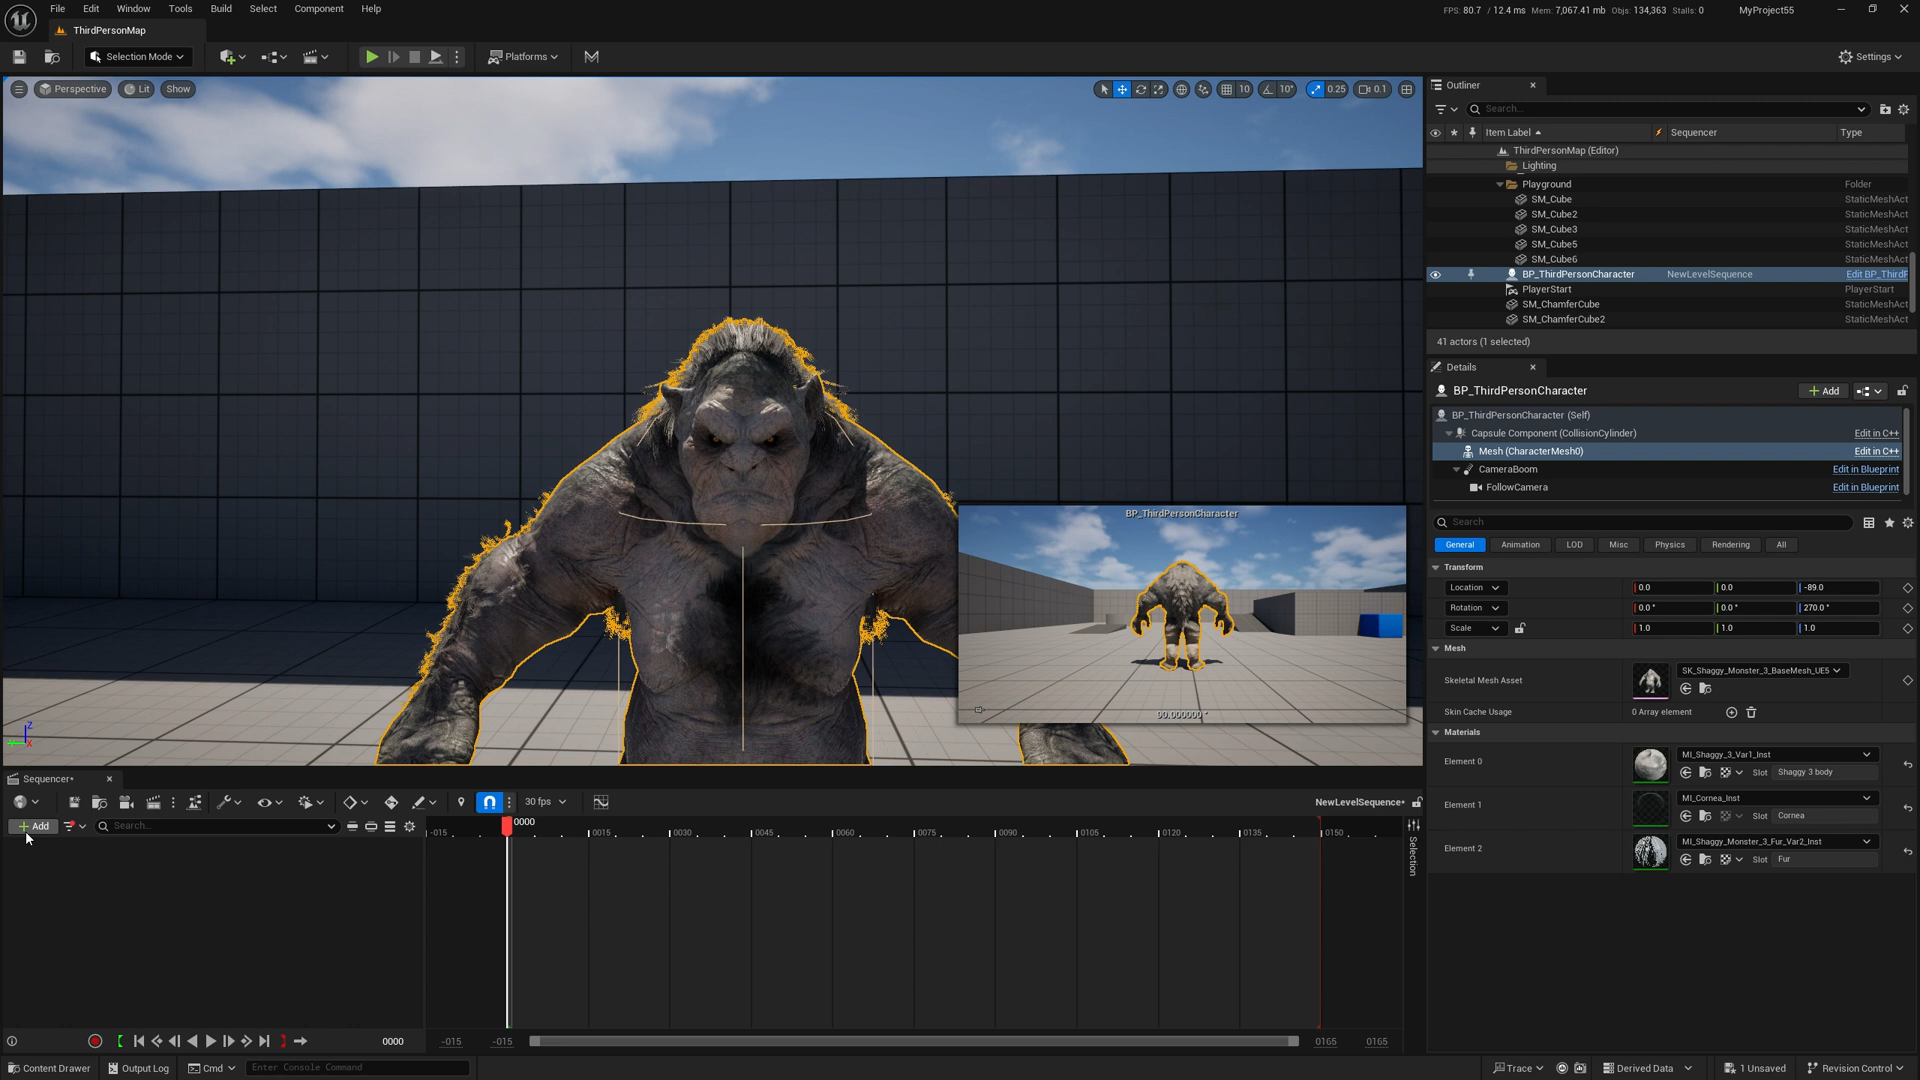 File Edit Window Tools Build Select Component Help
FPS: 80.7 / 12.4 ms Mem: 7,067.41 mb Objs: 134,363 Stalls: 0
MyProject55
ThirdPersonMap
Selection Mode
Platforms
Settings
Perspective
Lit
Show
10
10°
0.25
0.1
Outliner
Search...
Item Label
Sequencer
Type
ThirdPersonMap (Editor)
Lighting
Playground Folder
SM_Cube StaticMeshAct
SM_Cube2 StaticMeshAct
SM_Cube3 StaticMeshAct
SM_Cube5 StaticMeshAct
SM_Cube6 StaticMeshAct
BP_ThirdPersonCharacter NewLevelSequence Edit BP_ThirdP
PlayerStart PlayerStart
SM_ChamferCube StaticMeshAct
SM_ChamferCube2 StaticMeshAct
41 actors (1 selected)
Details
BP_ThirdPersonCharacter
Add
BP_ThirdPersonCharacter (Self)
Capsule Component (CollisionCylinder) Edit in C++
Mesh (CharacterMesh0) Edit in C++
CameraBoom Edit in Blueprint
FollowCamera Edit in Blueprint
Search
General Animation LOD Misc Physics Rendering All
Transform
Location 0.0 0.0 -89.0
Rotation 0.0° 0.0° 270.0°
Scale 1.0 1.0 1.0
Mesh
Skeletal Mesh Asset
SK_Shaggy_Monster_3_BaseMesh_UE5
Skin Cache Usage 0 Array element
Materials
Element 0
MI_Shaggy_3_Var1_Inst
Slot Shaggy 3 body
Element 1
MI_Cornea_Inst
Slot Cornea
Element 2
MI_Shaggy_Monster_3_Fur_Var2_Inst
Slot Fur
BP_ThirdPersonCharacter
90.000000 °
Z
X
Sequencer*
30 fps
NewLevelSequence*
Add
Search...
0000
-015 0015 0030 0045 0060 0075 0090 0105 0120 0135 0150
Selection
0000
-015 -015 0165 0165
Content Drawer
Output Log
Cmd
Enter Console Command
Trace
Derived Data
1 Unsaved
Revision Control